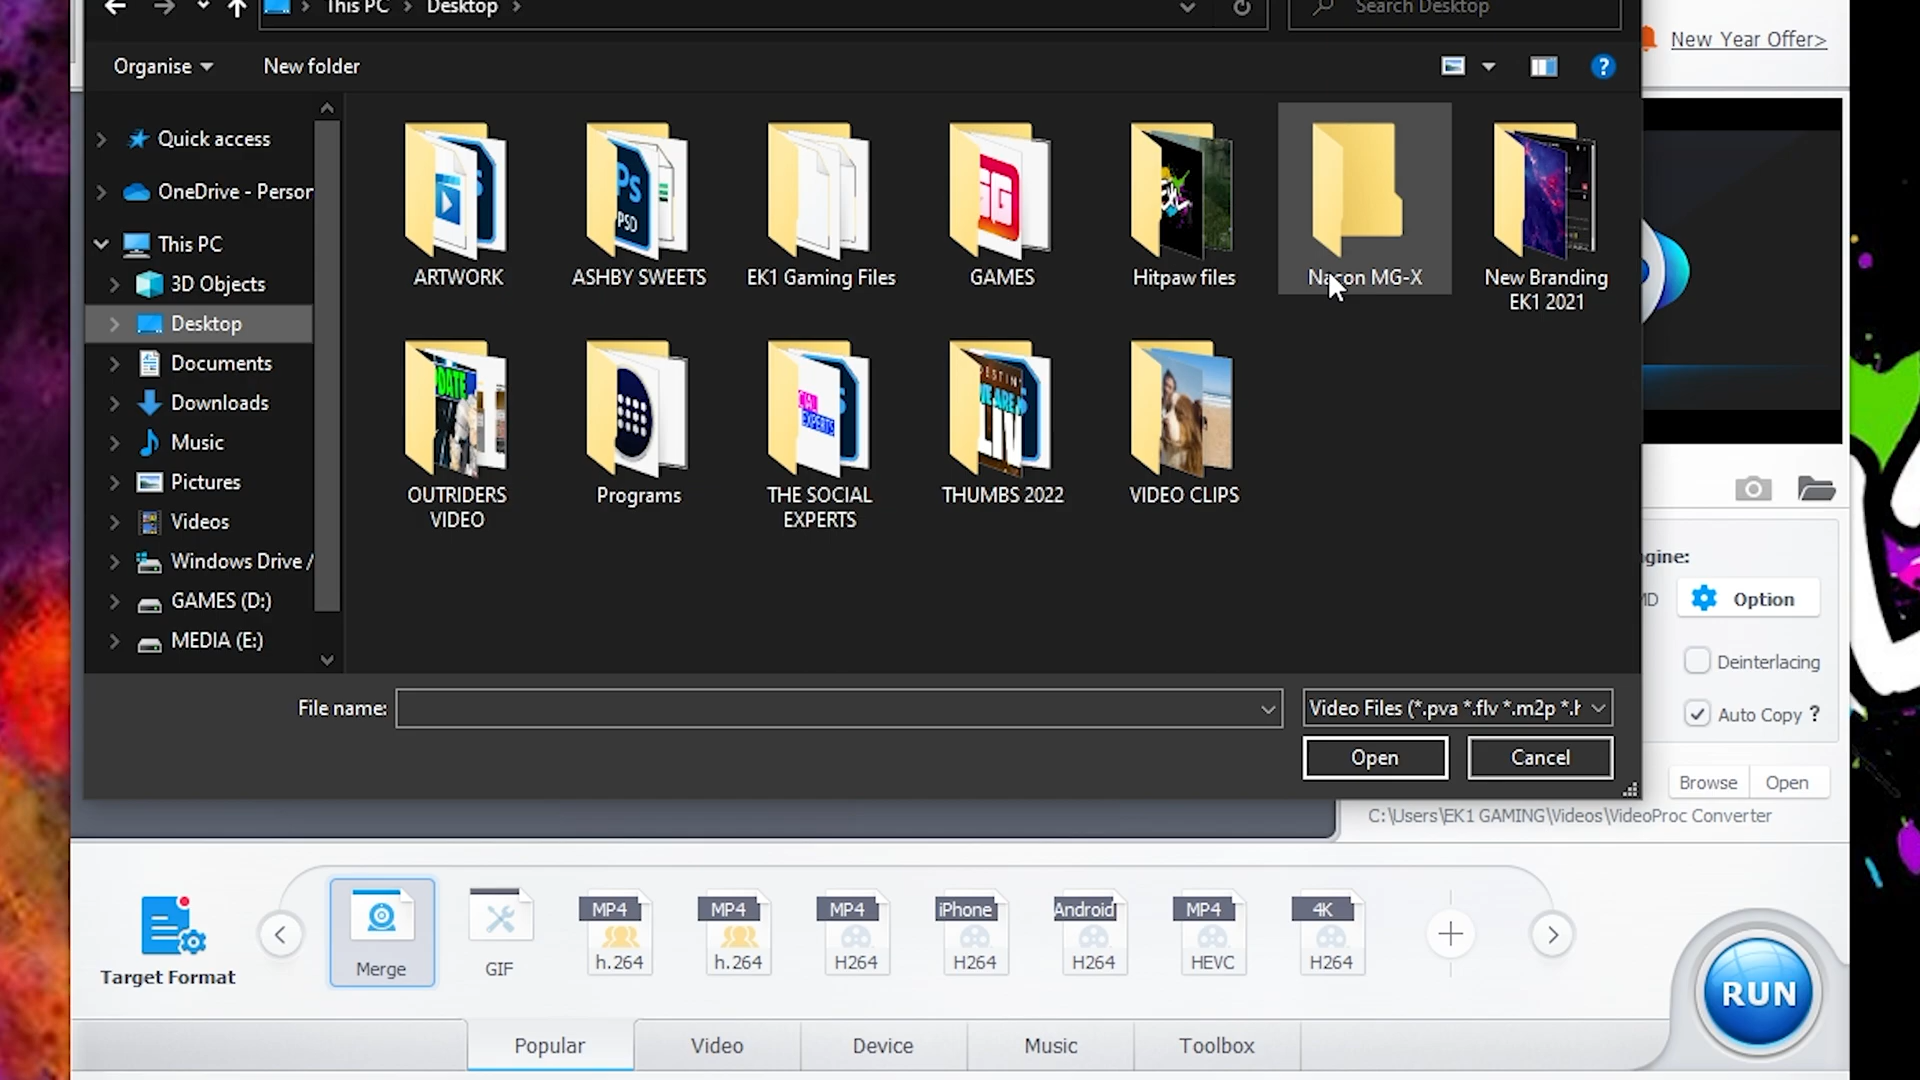 This PC > Desktop >
Search Desktop
New Year Offer>
Organise
New folder
?
Quick access
OneDrive - Person
This PC
3D Objects
Desktop
Documents
Downloads
Music
Pictures
Videos
Windows Drive /
GAMES (D:)
MEDIA (E:)
ARTWORK
Ps
PSD
ASHBY SWEETS
EK1 Gaming Files
GAMES
Hitpaw files
Nacon MG-X
New Branding
EK1 2021
OUTRIDERS
VIDEO
Programs
EXPERTS
THE SOCIAL
EXPERTS
THUMBS 2022
VIDEO CLIPS
File name:
Video Files (*.pva *.flv *.m2p *.h
Open
Cancel
gine:
MD
Option
Deinterlacing
Auto Copy ?
Browse
Open
C:\Users\EK1 GAMING\Videos\VideoProc Converter
Target Format
Merge
GIF
MP4
h.264
MP4
h.264
MP4
H264
iPhone
H264
Android
H264
MP4
HEVC
4K
H264
RUN
Popular
Video
Device
Music
Toolbox